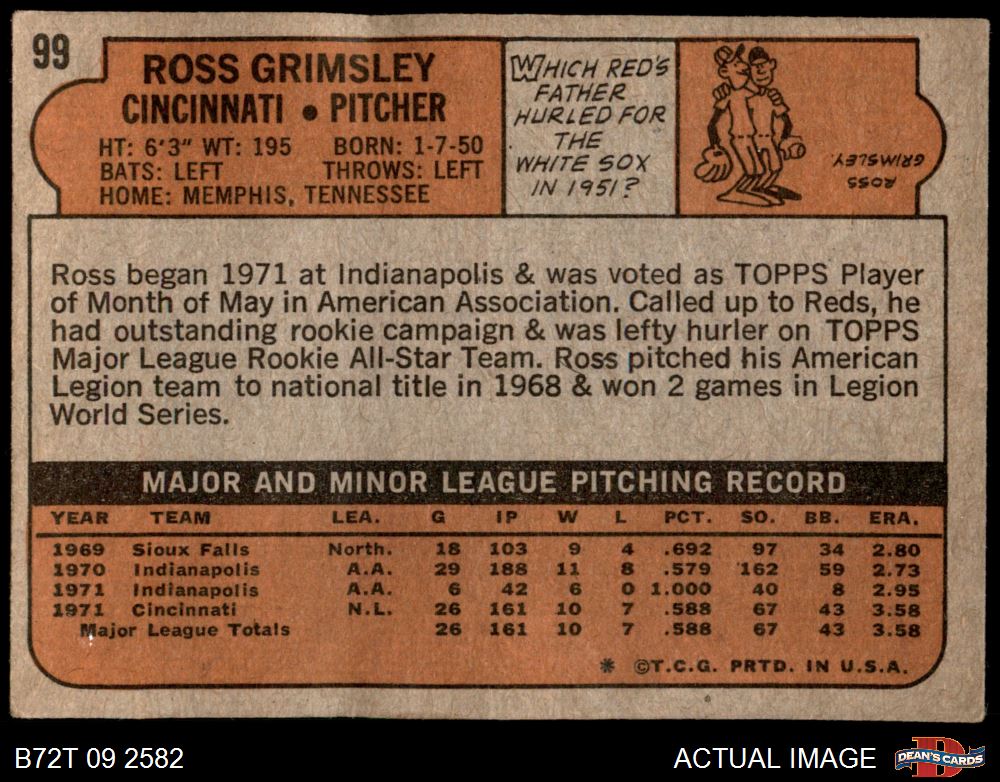 99
ROSS GRIMSLEY
CINCINNATI • PITCHER
HT: 6'3" WT: 195 BORN: 1-7-50
BATS: LEFT THROWS: LEFT
HOME: MEMPHIS, TENNESSEE
WHICH RED'S
FATHER
HURLED FOR
THE
WHITE SOX
IN 1951?
ROSS
GRIMSLEY.
Ross began 1971 at Indianapolis & was voted as TOPPS Player
of Month of May in American Association. Called up to Reds, he
had outstanding rookie campaign & was lefty hurler on TOPPS
Major League Rookie All-Star Team. Ross pitched his American
Legion team to national title in 1968 & won 2 games in Legion
World Series.
MAJOR AND MINOR LEAGUE PITCHING RECORD
YEAR TEAM LEA. G IP W L PCT. SO. BB. ERA.
1969 Sioux Falls North. 18 103 9 4 .692 97 34 2.80
1970 Indianapolis A.A. 29 188 11 8 .579 162 59 2.73
1971 Indianapolis A.A. 6 42 6 0 1.000 40 8 2.95
1971 Cincinnati N.L. 26 161 10 7 .588 67 43 3.58
Major League Totals 26 161 10 7 .588 67 43 3.58
* ©T.C.G. PRTD. IN U.S.A.
B72T 09 2582
ACTUAL IMAGE
D
DEAN'S CARDS